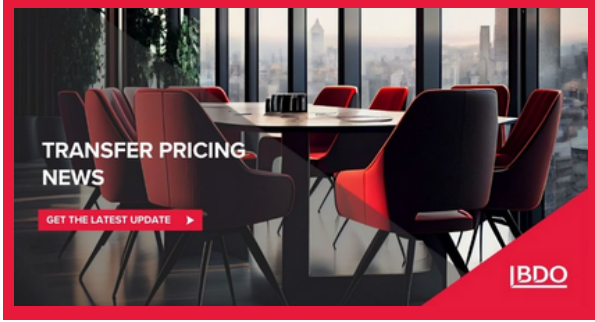 TRANSFER PRICING
NEWS
GET THE LATEST UPDATE
BDO